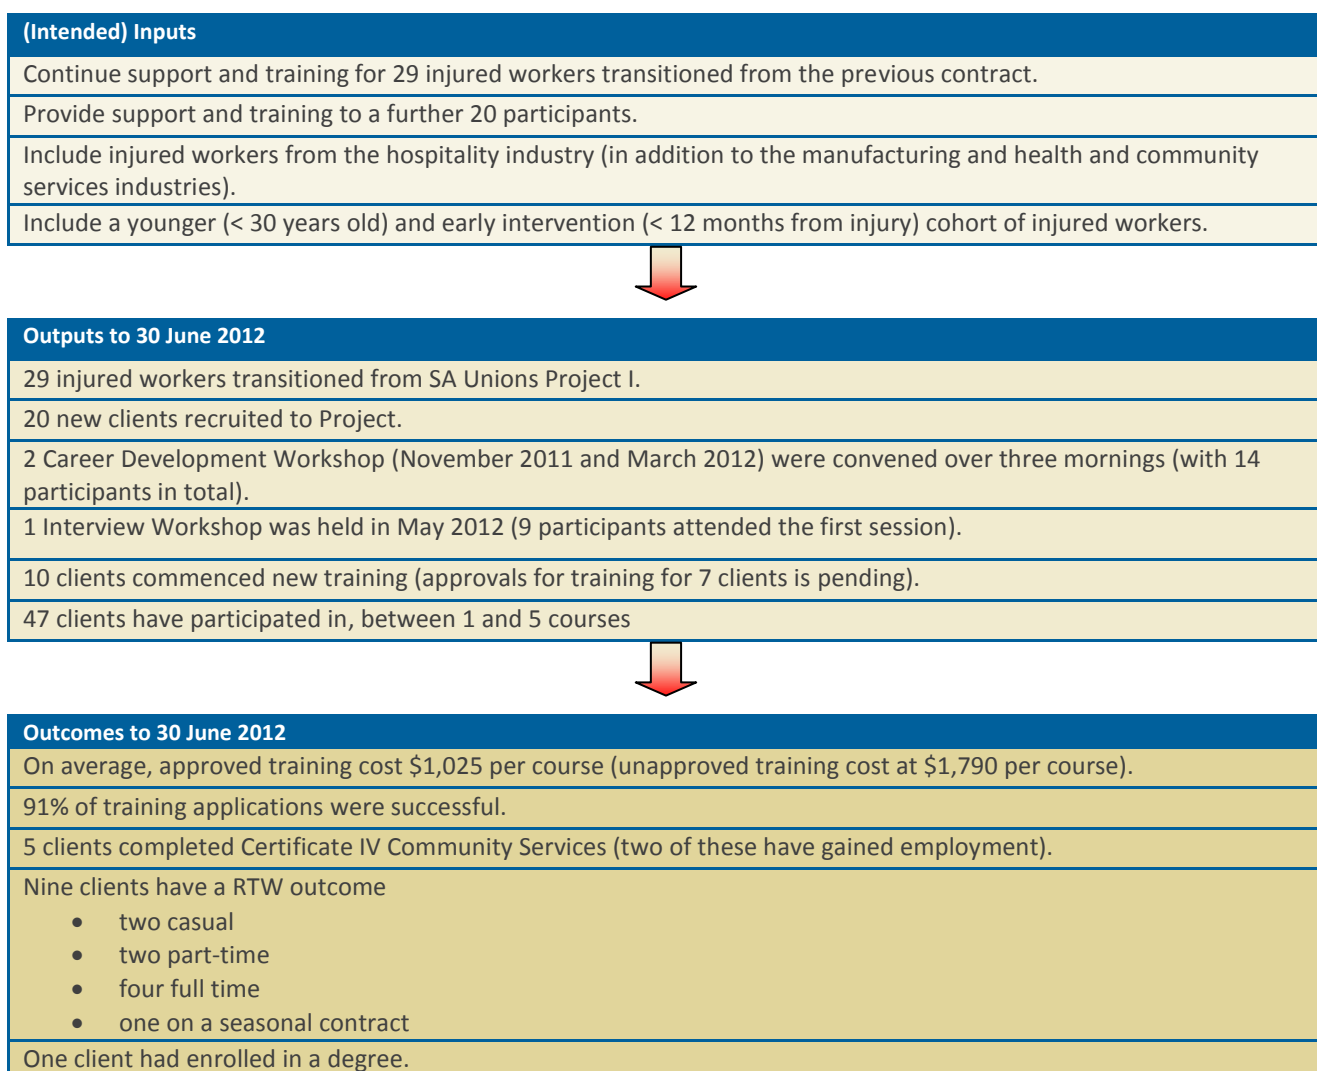 (Intended) Inputs
Continue support and training for 29 injured workers transitioned from the previous contract.
Provide support and training to a further 20 participants.
Include injured workers from the hospitality industry (in addition to the manufacturing and health and community
services industries).
Include a younger (< 30 years old) and early intervention (< 12 months from injury) cohort of injured workers.
Outputs to 30 June 2012
29 injured workers transitioned from SA Unions Project I.
20 new clients recruited to Project.
2 Career Development Workshop (November 2011 and March 2012) were convened over three mornings (with 14
participants in total).
1 Interview Workshop was held in May 2012 (9 participants attended the first session).
10 clients commenced new training (approvals for training for 7 clients is pending).
47 clients have participated in, between 1 and 5 courses
Outcomes to 30 June 2012
On average, approved training cost $1,025 per course (unapproved training cost at $1,790 per course).
91% of training applications were successful.
5 clients completed Certificate IV Community Services (two of these have gained employment).
Nine clients have a RTW outcome
• two casual
• two part-time
• four full time
• one on a seasonal contract
One client had enrolled in a degree.